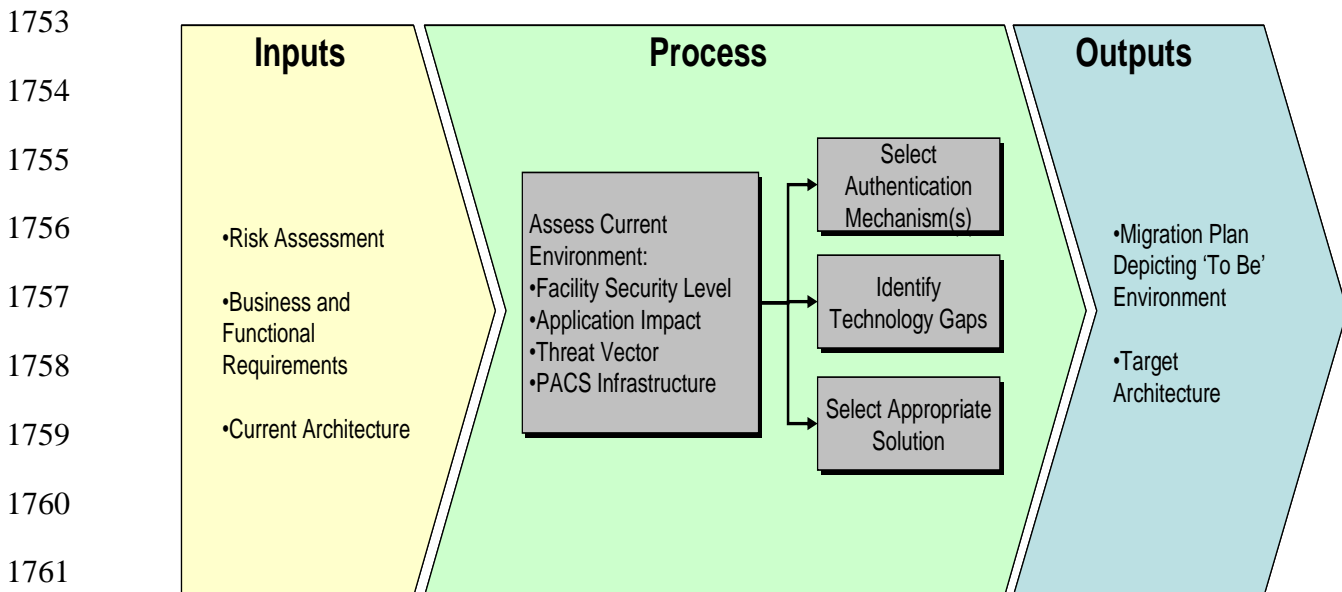 1753
1754
1755
1756
1757
1758
1759
1760
1761
Inputs
•Risk Assessment
•Business and
Functional
Requirements
•Current Architecture
Process
Assess Current
Environment:
•Facility Security Level
•Application Impact
•Threat Vector
•PACS Infrastructure
Select
Authentication
Mechanism(s)
Identify
Technology Gaps
Select Appropriate
Solution
Outputs
•Migration Plan
Depicting ‘To Be’
Environment
•Target
Architecture